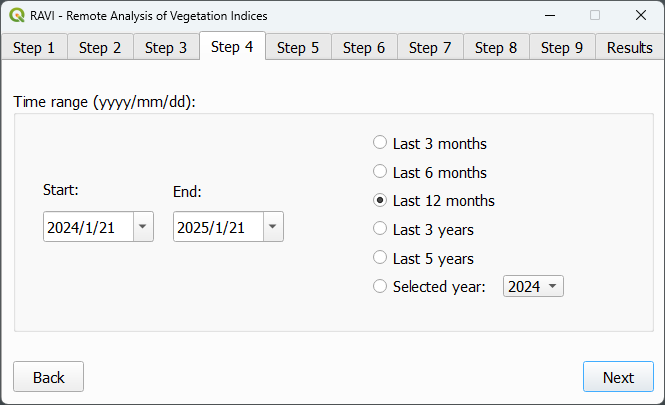 RAVI - Remote Analysis of Vegetation Indices
Step 1 Step 2 Step 3 Step 4 Step 5 Step 6 Step 7 Step 8 Step 9 Results
Time range (yyyy/mm/dd):
Start: End:
2024/1/21 2025/1/21
Last 3 months
Last 6 months
Last 12 months
Last 3 years
Last 5 years
Selected year: 2024
Back Next